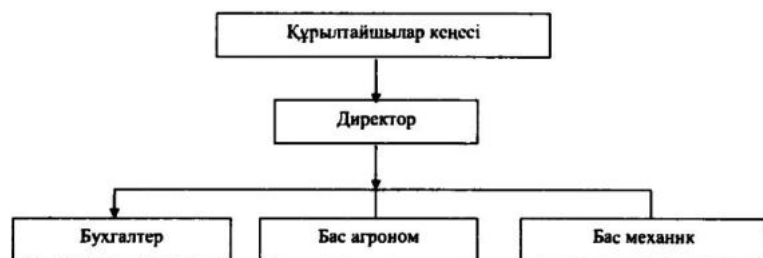 Құрылтайшылар кеңесі
Директор
Бухгалтер
Бас агроном
Бас механик